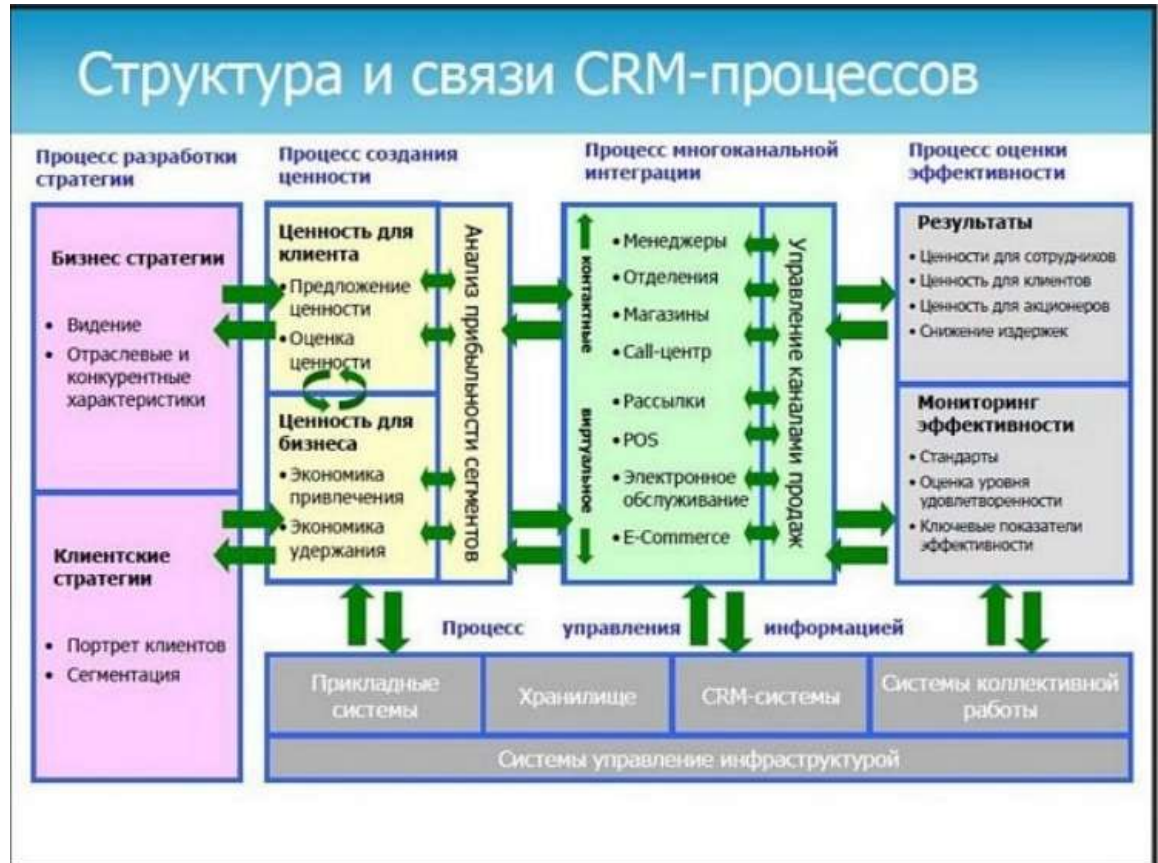 Структура и связи CRM-процессов
Процесс разработки
стратегии
Процесс создания
ценности
Процесс многоканальной
интеграции
Процесс оценки
эффективности
Бизнес стратегии
• Видение
• Отраслевые и
конкурентные
характеристики
Клиентские
стратегии
• Портрет клиентов
• Сегментация
Ценность для
клиента
• Предложение
ценности
• Оценка
ценности
Ценность для
бизнеса
• Экономика
привлечения
• Экономика
удержания
Анализ прибыльности сегментов
контактные
виртуальное
• Менеджеры
• Отделения
• Магазины
• Call-центр
• Рассылки
• POS
• Электронное
обслуживание
• E-Commerce
Управление каналами продаж
Результаты
• Ценности для сотрудников
• Ценность для клиентов
• Ценность для акционеров
• Снижение издержек
Мониторинг
эффективности
• Стандарты
• Оценка уровня
удовлетворенности
• Ключевые показатели
эффективности
Процесс управления информацией
Прикладные
системы
Хранилище
CRM-системы
Системы коллективной
работы
Системы управление инфраструктурой